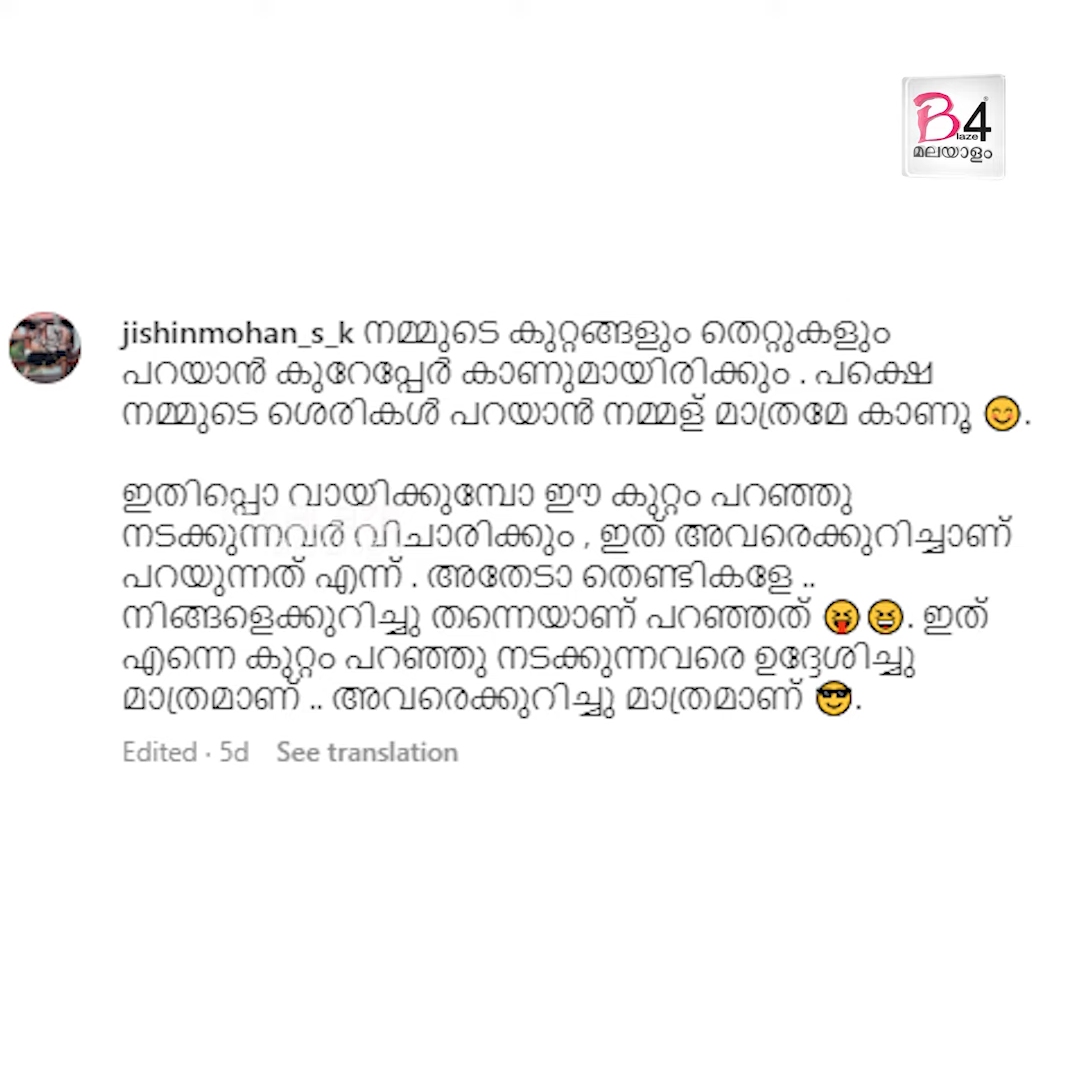 B4
laze
മലയാളം
jishinmohan_s_k നമ്മുടെ കുറ്റങ്ങളും തെറ്റുകളും
പറയാൻ കുറേപ്പേർ കാണുമായിരിക്കും . പക്ഷെ
നമ്മുടെ ശെരികൾ പറയാൻ നമ്മള് മാത്രമേ കാണൂ 😊.
ഇതിപ്പൊ വായിക്കുമ്പോ ഈ കുറ്റം പറഞ്ഞു
നടക്കുന്നവർ വിചാരിക്കും , ഇത് അവരെക്കുറിച്ചാണ്
പറയുന്നത് എന്ന് . അതേടാ തെണ്ടികളേ ..
നിങ്ങളെക്കുറിച്ചു തന്നെയാണ് പറഞ്ഞത് 😝😆. ഇത്
എന്നെ കുറ്റം പറഞ്ഞു നടക്കുന്നവരെ ഉദ്ദേശിച്ചു
മാത്രമാണ് .. അവരെക്കുറിച്ചു മാത്രമാണ് 😎.
Edited · 5d See translation